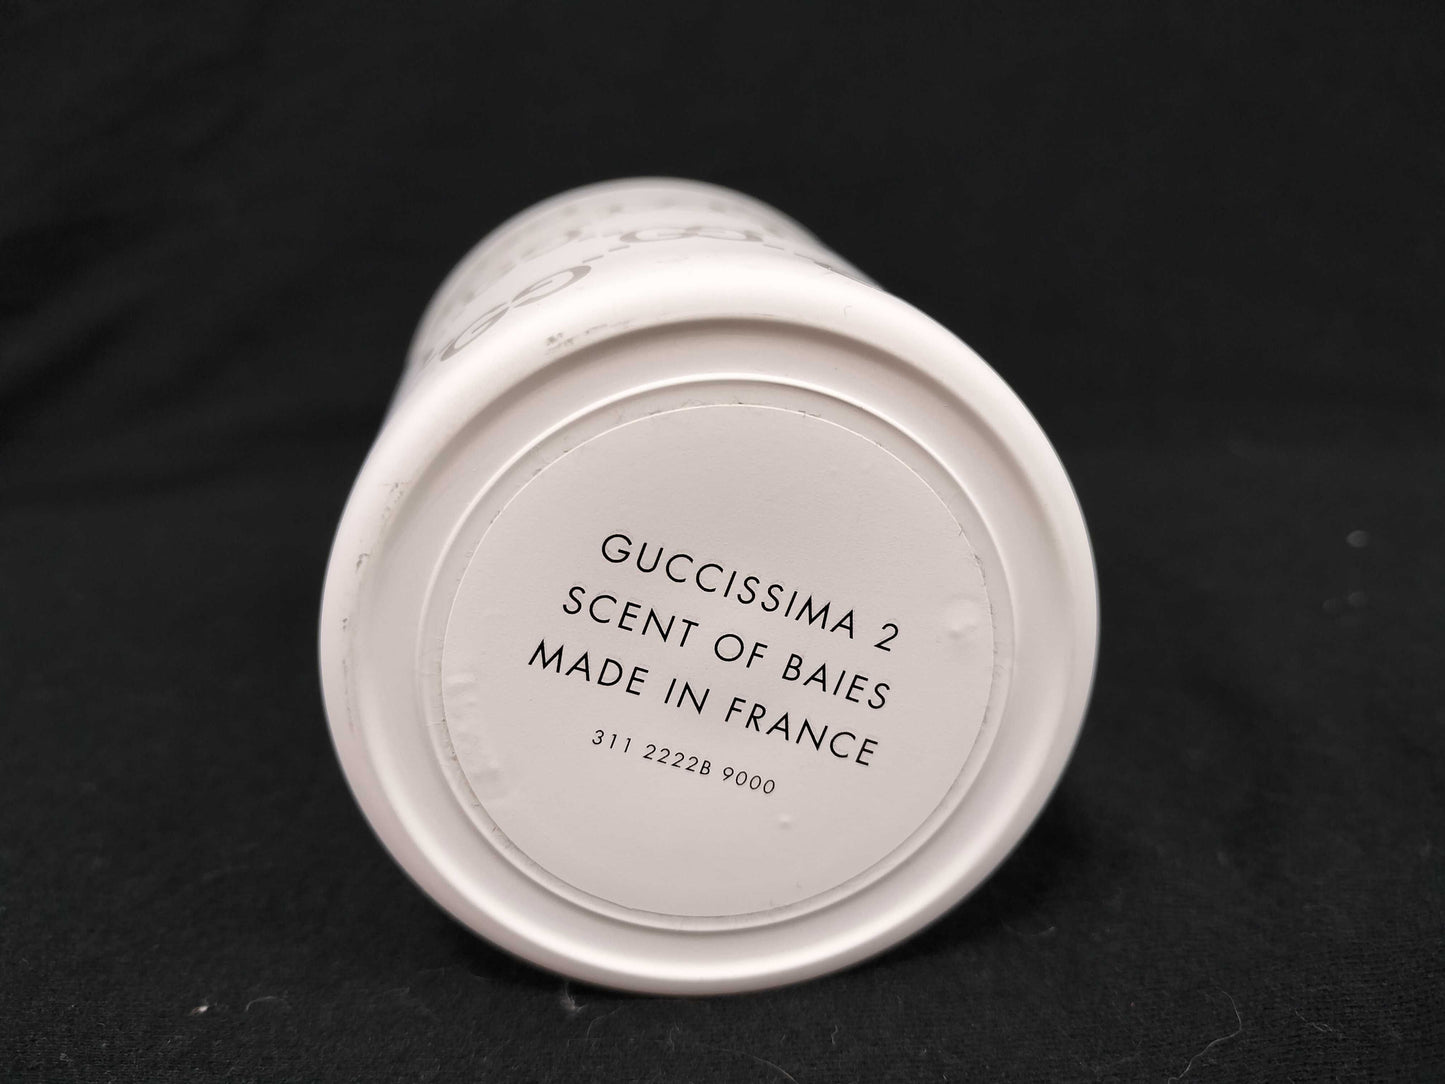 GUCCISSIMA 2
SCENT OF BAIES
MADE IN FRANCE
311 2222B 9000